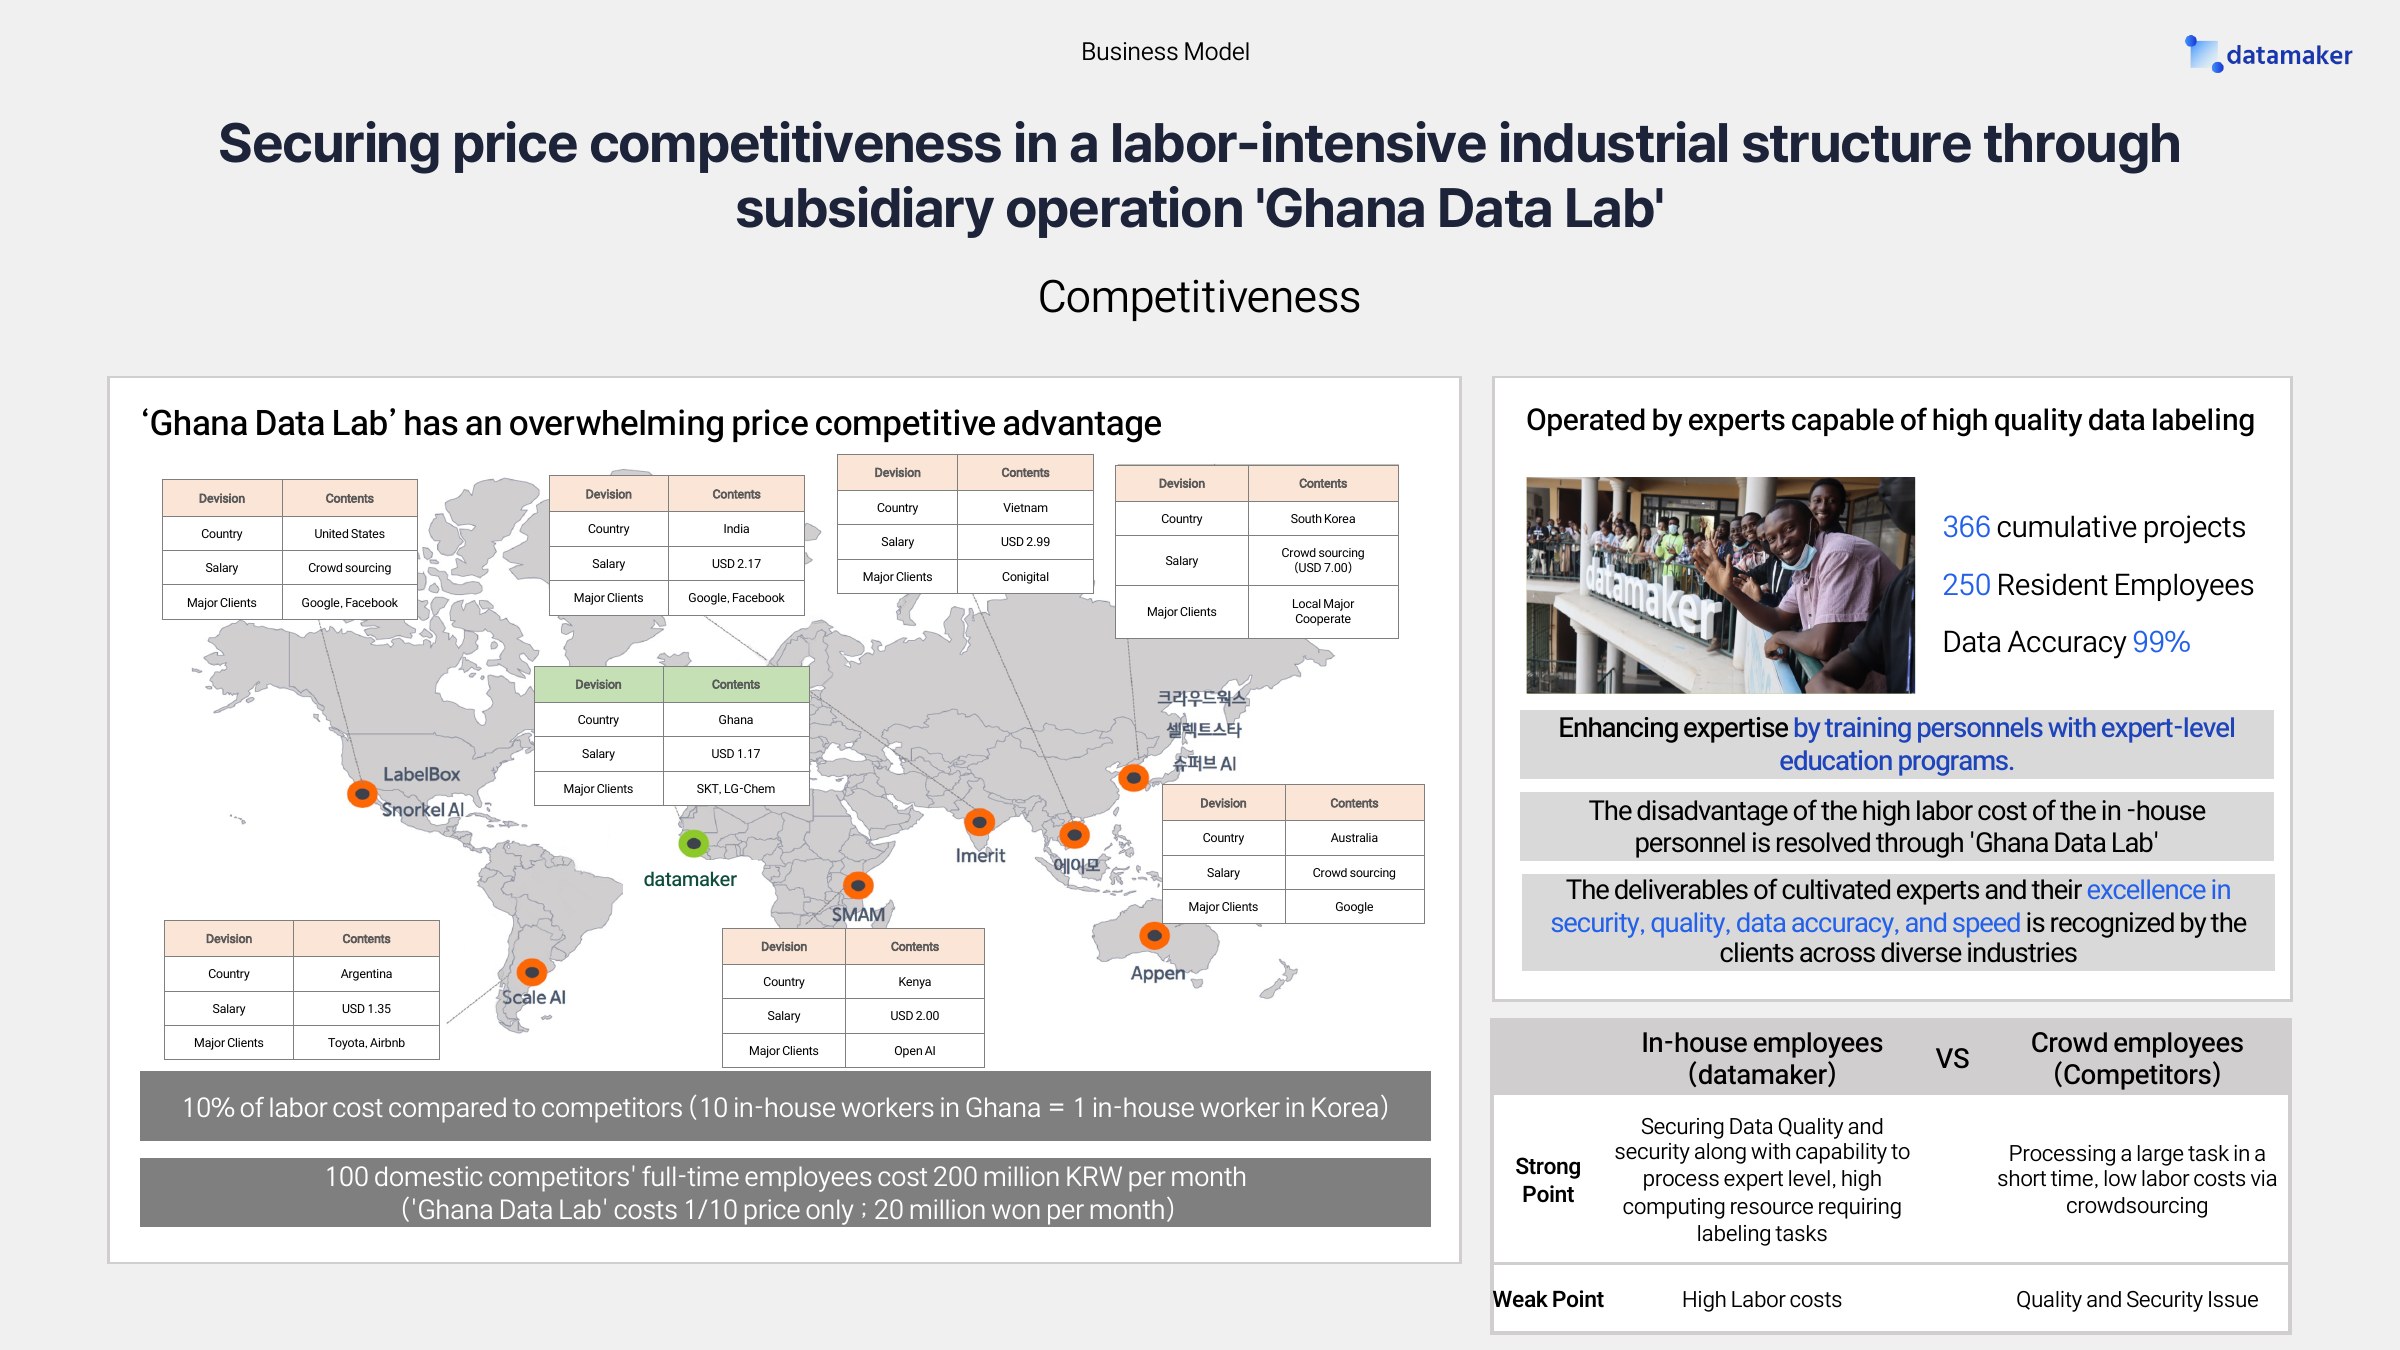 Business Model
datamaker
Securing price competitiveness in a labor-intensive industrial structure through
subsidiary operation 'Ghana Data Lab'
Competitiveness
‘Ghana Data Lab’ has an overwhelming price competitive advantage
Devision Contents
Country United States
Salary Crowd sourcing
Major Clients Google, Facebook
Devision Contents
Country India
Salary USD 2.17
Major Clients Google, Facebook
Devision Contents
Country Vietnam
Salary USD 2.99
Major Clients Conigital
Devision Contents
Country South Korea
Salary Crowd sourcing
(USD 7.00)
Major Clients Local Major
Cooperate
Devision Contents
Country Ghana
Salary USD 1.17
Major Clients SKT, LG-Chem
크라우드웍스
셀렉트스타
슈퍼브 AI
LabelBox
Snorkel AI
Devision Contents
Country Australia
Salary Crowd sourcing
Major Clients Google
Imerit
에이모
datamaker
SMAM
Appen
Devision Contents
Country Argentina
Salary USD 1.35
Major Clients Toyota, Airbnb
Scale AI
Devision Contents
Country Kenya
Salary USD 2.00
Major Clients Open AI
10% of labor cost compared to competitors (10 in-house workers in Ghana = 1 in-house worker in Korea)
100 domestic competitors' full-time employees cost 200 million KRW per month
('Ghana Data Lab' costs 1/10 price only ; 20 million won per month)
Operated by experts capable of high quality data labeling
datamaker
366 cumulative projects
250 Resident Employees
Data Accuracy 99%
Enhancing expertise by training personnels with expert-level
education programs.
The disadvantage of the high labor cost of the in -house
personnel is resolved through 'Ghana Data Lab'
The deliverables of cultivated experts and their excellence in
security, quality, data accuracy, and speed is recognized by the
clients across diverse industries
In-house employees
(datamaker)
VS
Crowd employees
(Competitors)
Strong
Point
Securing Data Quality and
security along with capability to
process expert level, high
computing resource requiring
labeling tasks
Processing a large task in a
short time, low labor costs via
crowdsourcing
Weak Point High Labor costs Quality and Security Issue